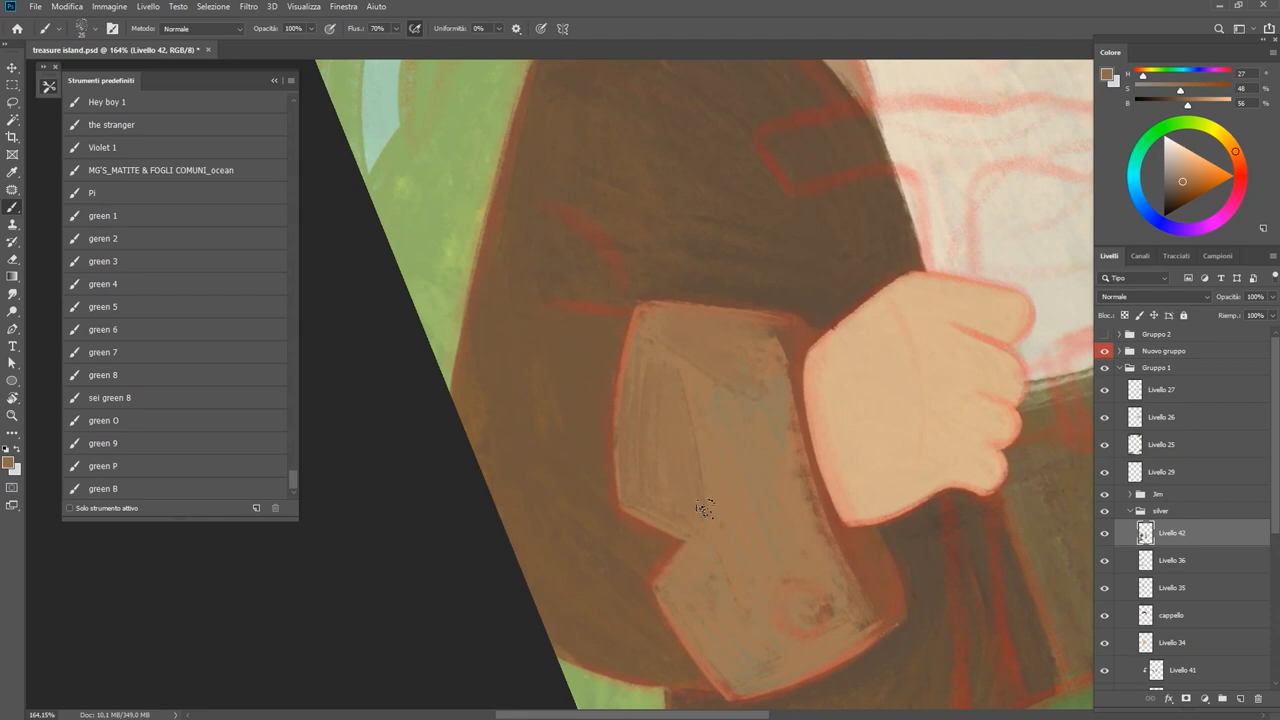 Ps File Modifica Immagine Livello Testo Selezione Filtro 3D Visualizza Finestra Aiuto
25 Metodo: Normale Opacità: 100% Flus.: 70% Uniformità: 0%
treasure island.psd @ 164% (Livello 42, RGB/8) *
Strumenti predefiniti
Hey boy 1
the stranger
Violet 1
MG'S_MATITE & FOGLI COMUNI_ocean
Pi
green 1
geren 2
green 3
green 4
green 5
green 6
green 7
green 8
sei green 8
green O
green 9
green P
green B
Solo strumento attivo
Colore
H 27 °
S 48 %
B 56 %
Livelli Canali Tracciati Campioni
Tipo
Normale Opacità: 100%
Bloc.: Riemp.: 100%
Gruppo 2
Nuovo gruppo
Gruppo 1
Livello 27
Livello 26
Livello 25
Livello 29
Jim
silver
Livello 42
Livello 36
Livello 35
cappello
Livello 34
Livello 41
fx
164,15% Doc: 10,1 MB/349,0 MB